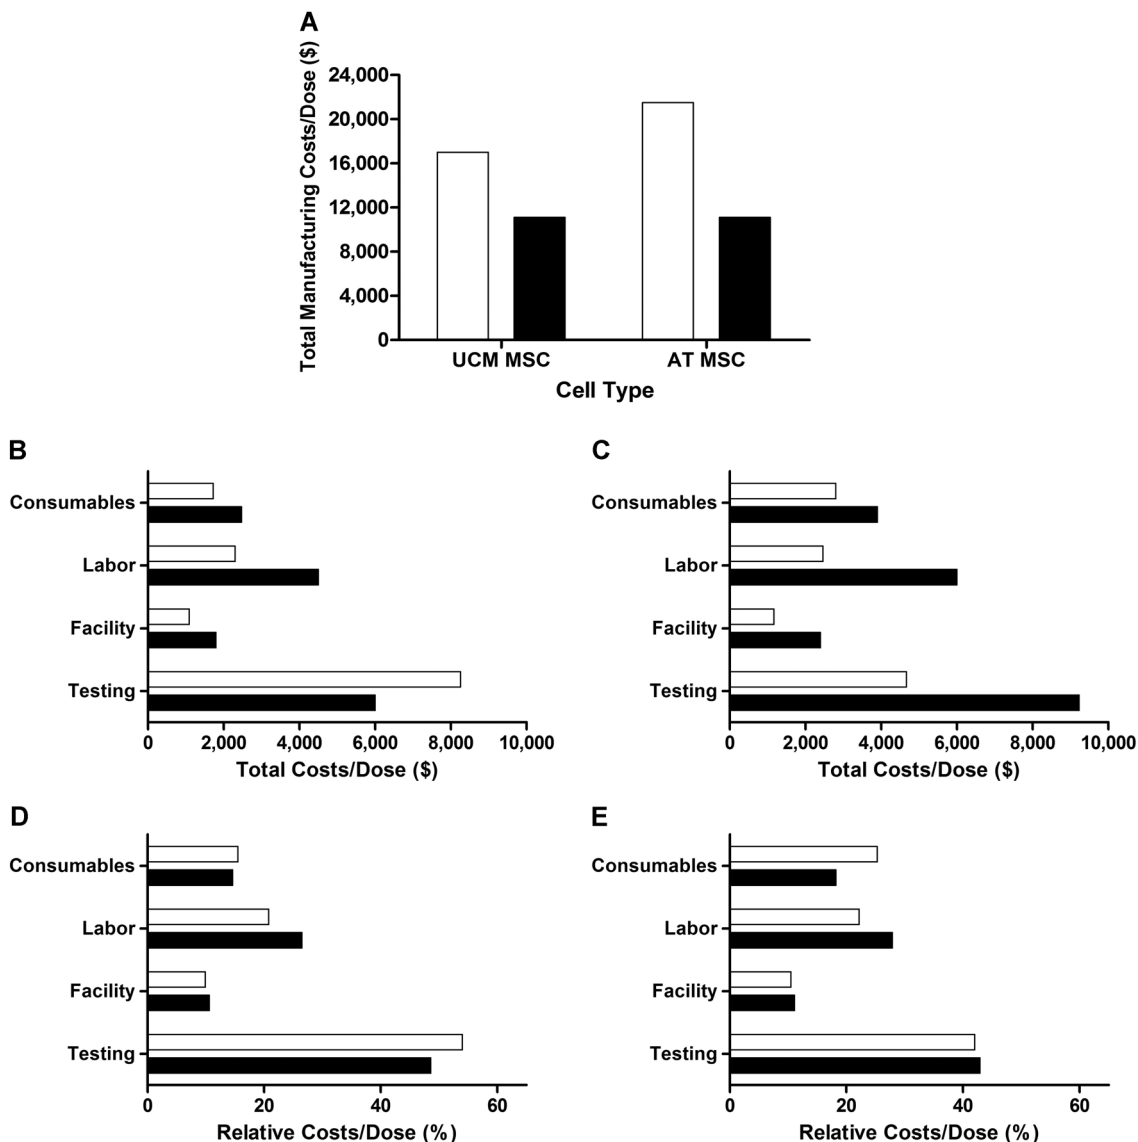 A
Total Manufacturing Costs/Dose ($)
24,000
20,000
16,000
12,000
8,000
4,000
0
UCM MSC AT MSC
Cell Type
B
Consumables
Labor
Facility
Testing
0 2,000 4,000 6,000 8,000 10,000
Total Costs/Dose ($)
C
Consumables
Labor
Facility
Testing
0 2,000 4,000 6,000 8,000 10,000
Total Costs/Dose ($)
D
Consumables
Labor
Facility
Testing
0 20 40 60
Relative Costs/Dose (%)
E
Consumables
Labor
Facility
Testing
0 20 40 60
Relative Costs/Dose (%)